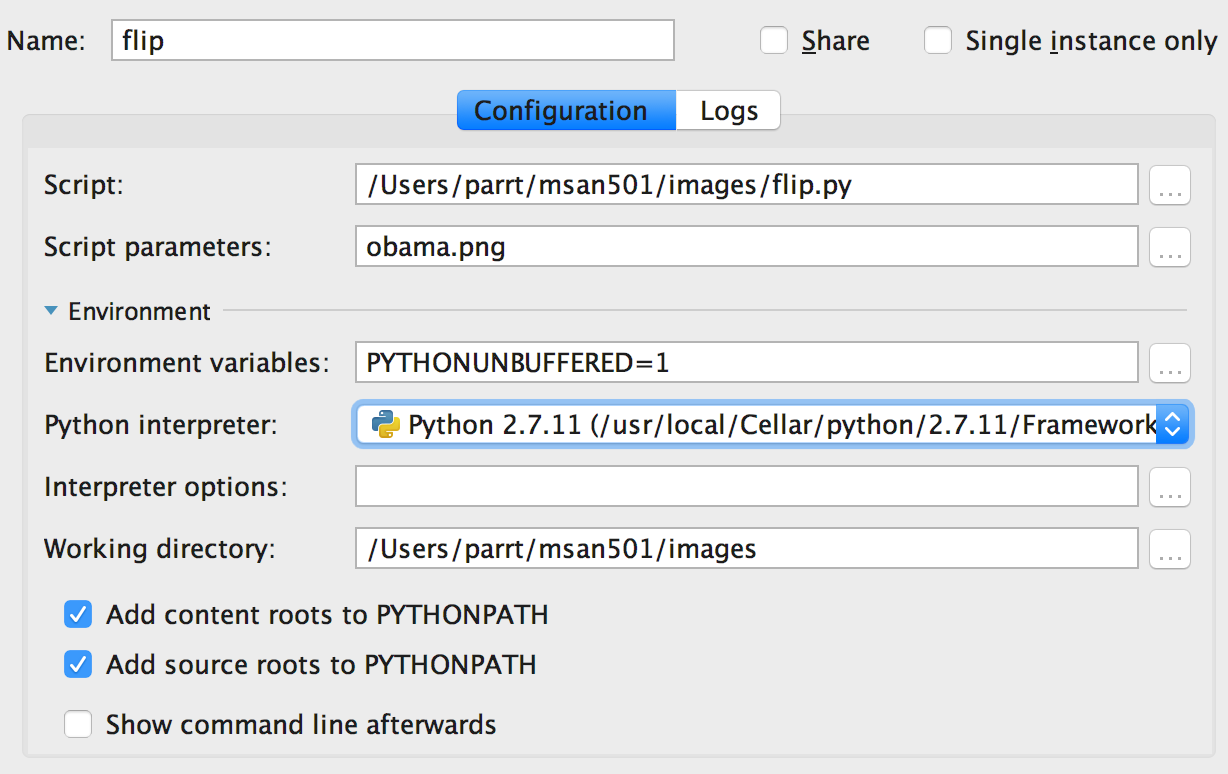 Name: flip Share Single instance only
Configuration Logs
Script: /Users/parrt/msan501/images/flip.py ...
Script parameters: obama.png ...
Environment
Environment variables: PYTHONUNBUFFERED=1 ...
Python interpreter: Python 2.7.11 (/usr/local/Cellar/python/2.7.11/Framework
Interpreter options: ...
Working directory: /Users/parrt/msan501/images ...
Add content roots to PYTHONPATH
Add source roots to PYTHONPATH
Show command line afterwards